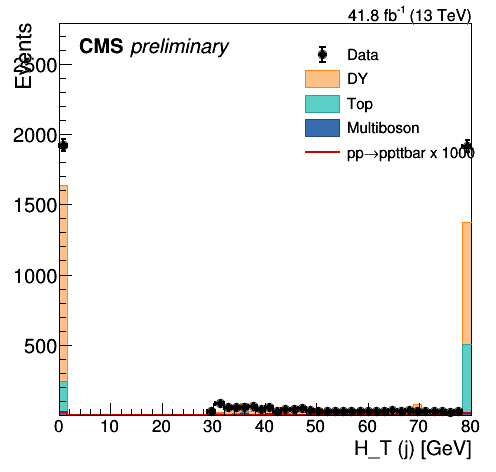 41.8 fb⁻¹ (13 TeV)
CMS preliminary
Events
Data
DY
Top
Multiboson
pp→ppttbar x 1000
2500
2000
1500
1000
500
0 10 20 30 40 50 60 70 80
H_T (j) [GeV]